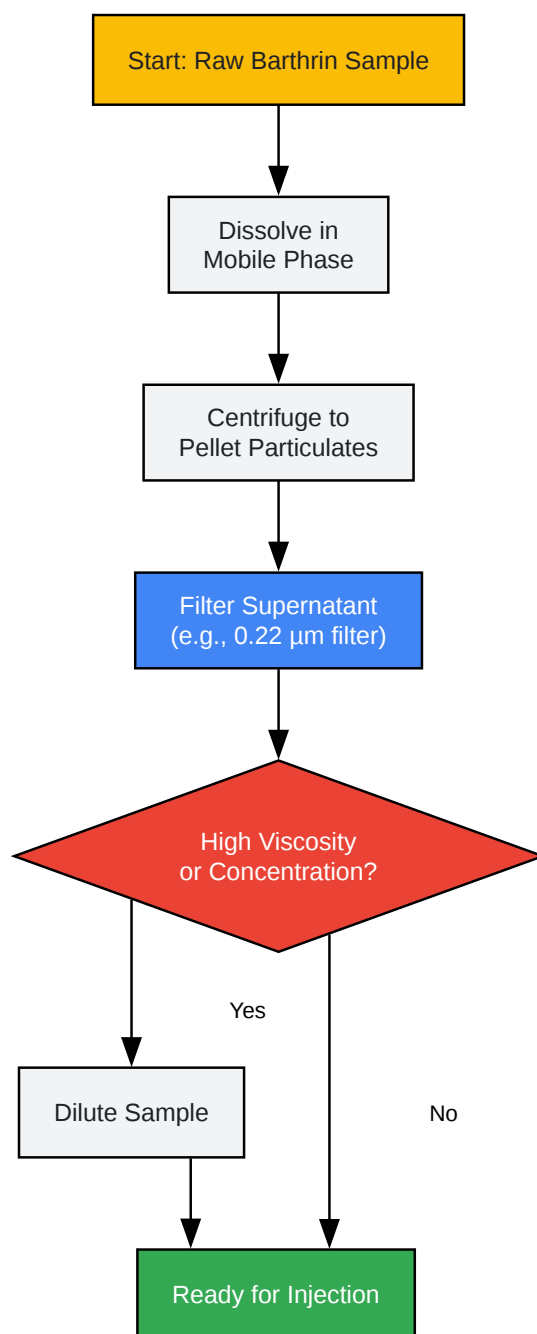 Start: Raw Barthrin Sample
Dissolve in
Mobile Phase
Centrifuge to
Pellet Particulates
Filter Supernatant
(e.g., 0.22 µm filter)
High Viscosity
or Concentration?
Yes
Dilute Sample
No
Ready for Injection